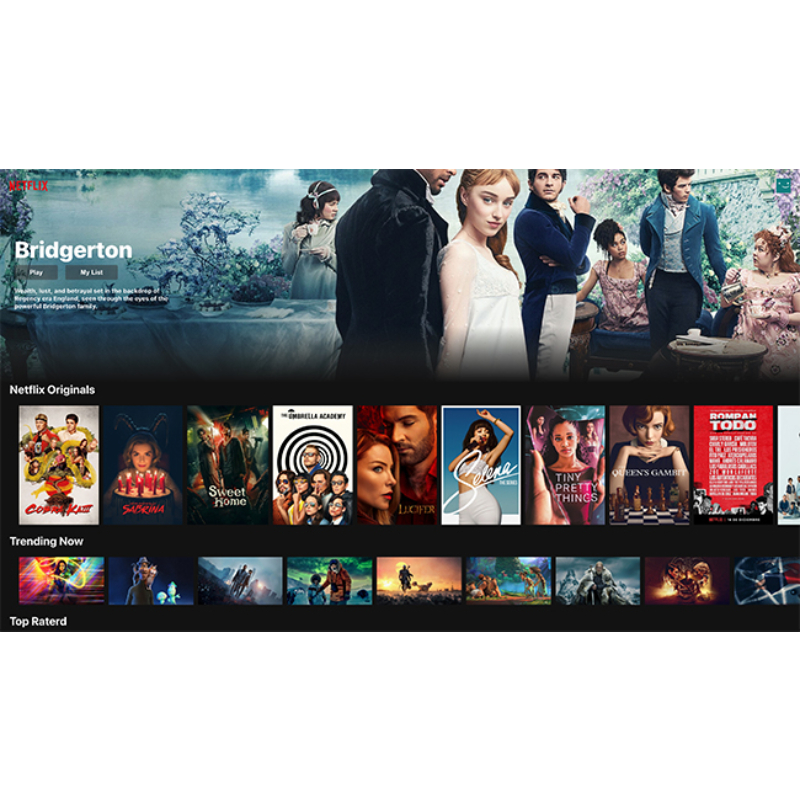 NETFLIX
Bridgerton
Play
My List
Wealth, lust, and betrayal set in the backdrop of
Regency era England, seen through the eyes of the
powerful Bridgerton family.
Netflix Originals
COBRA KAI
SABRINA
Sweet
Home
THE UMBRELLA ACADEMY
LUCIFER
Selena
THE SERIES
TINY
PRETTY
THINGS
QUEEN'S GAMBIT
ROMPAN
TODO
NETFLIX
Trending Now
Top Raterd